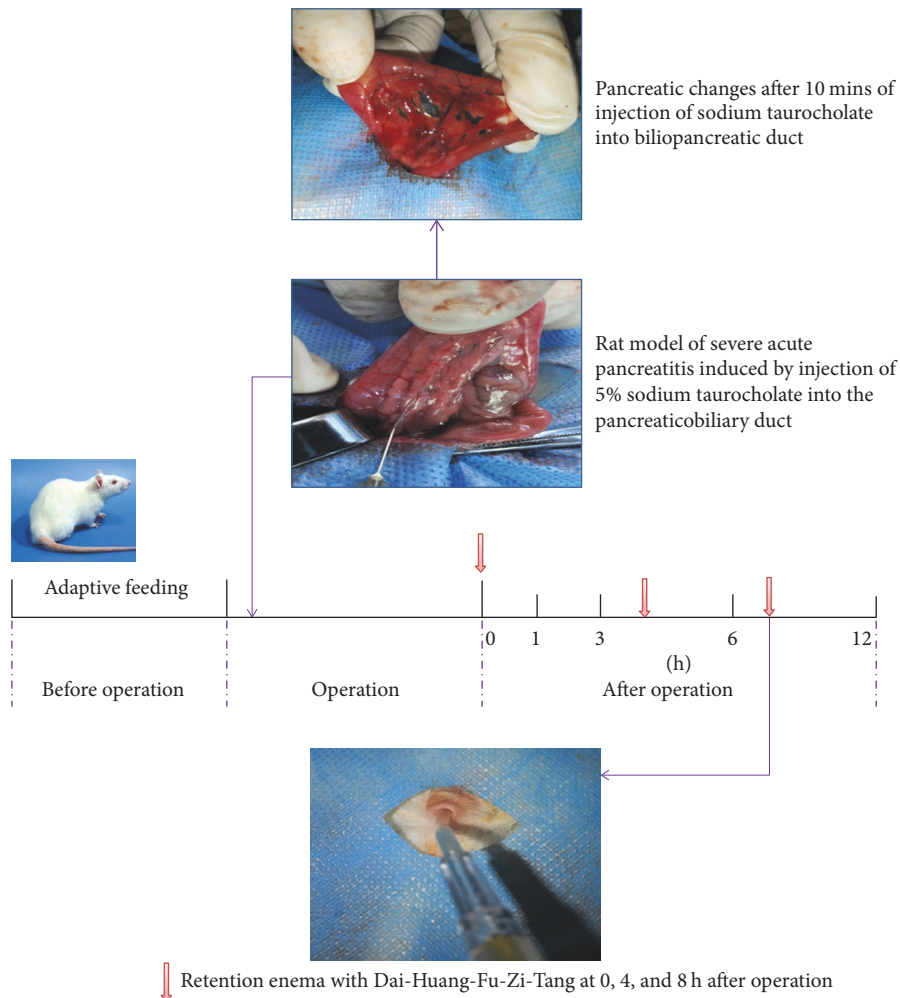 Pancreatic changes after 10 mins of
injection of sodium taurocholate
into biliopancreatic duct
Rat model of severe acute
pancreatitis induced by injection of
5% sodium taurocholate into the
pancreaticobiliary duct
Adaptive feeding
0 1 3 6 12
(h)
Before operation Operation After operation
Retention enema with Dai-Huang-Fu-Zi-Tang at 0, 4, and 8 h after operation